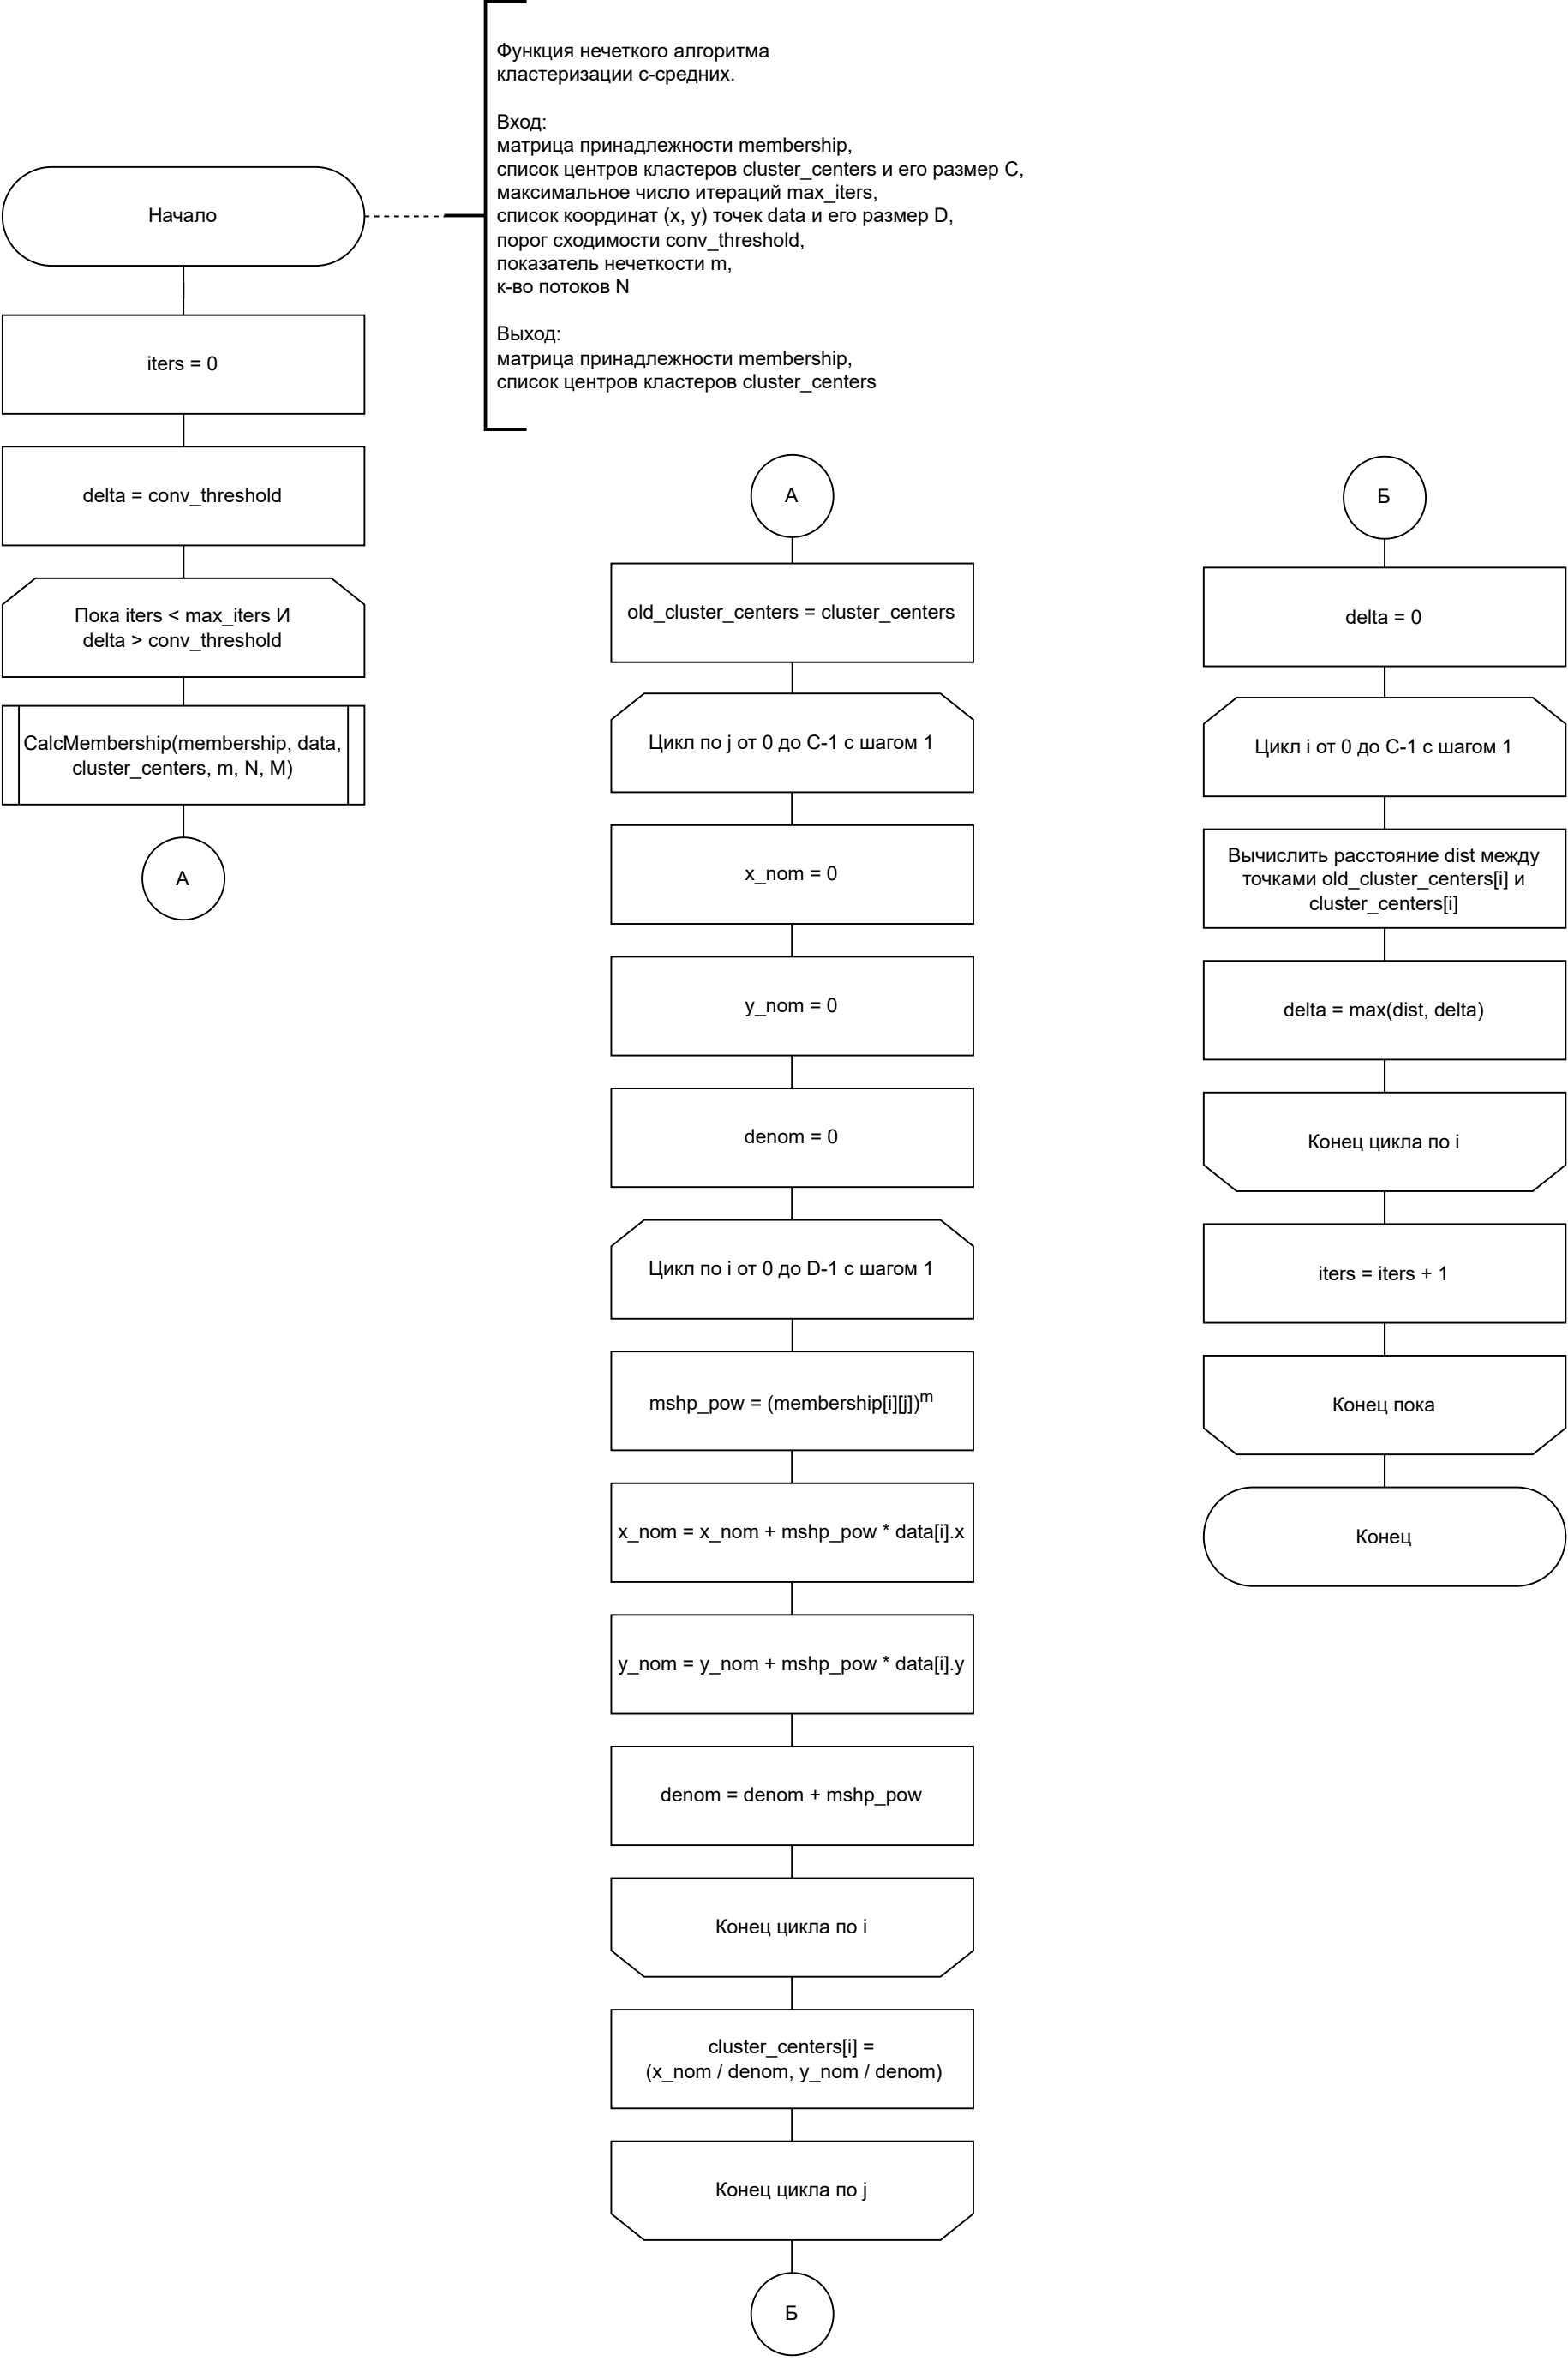 Функция нечеткого алгоритма
кластеризации c-средних.
Вход:
матрица принадлежности membership,
список центров кластеров cluster_centers и его размер C,
максимальное число итераций max_iters,
список координат (x, y) точек data и его размер D,
порог сходимости conv_threshold,
показатель нечеткости m,
к-во потоков N
Выход:
матрица принадлежности membership,
список центров кластеров cluster_centers
Начало
iters = 0
delta = conv_threshold
Пока iters < max_iters И
delta > conv_threshold
CalcMembership(membership, data,
cluster_centers, m, N, M)
А
А
old_cluster_centers = cluster_centers
Цикл по j от 0 до C-1 с шагом 1
x_nom = 0
y_nom = 0
denom = 0
Цикл по i от 0 до D-1 с шагом 1
mshp_pow = (membership[i][j])^m
x_nom = x_nom + mshp_pow * data[i].x
y_nom = y_nom + mshp_pow * data[i].y
denom = denom + mshp_pow
Конец цикла по i
cluster_centers[i] =
(x_nom / denom, y_nom / denom)
Конец цикла по j
Б
Б
delta = 0
Цикл i от 0 до C-1 с шагом 1
Вычислить расстояние dist между
точками old_cluster_centers[i] и
cluster_centers[i]
delta = max(dist, delta)
Конец цикла по i
iters = iters + 1
Конец пока
Конец